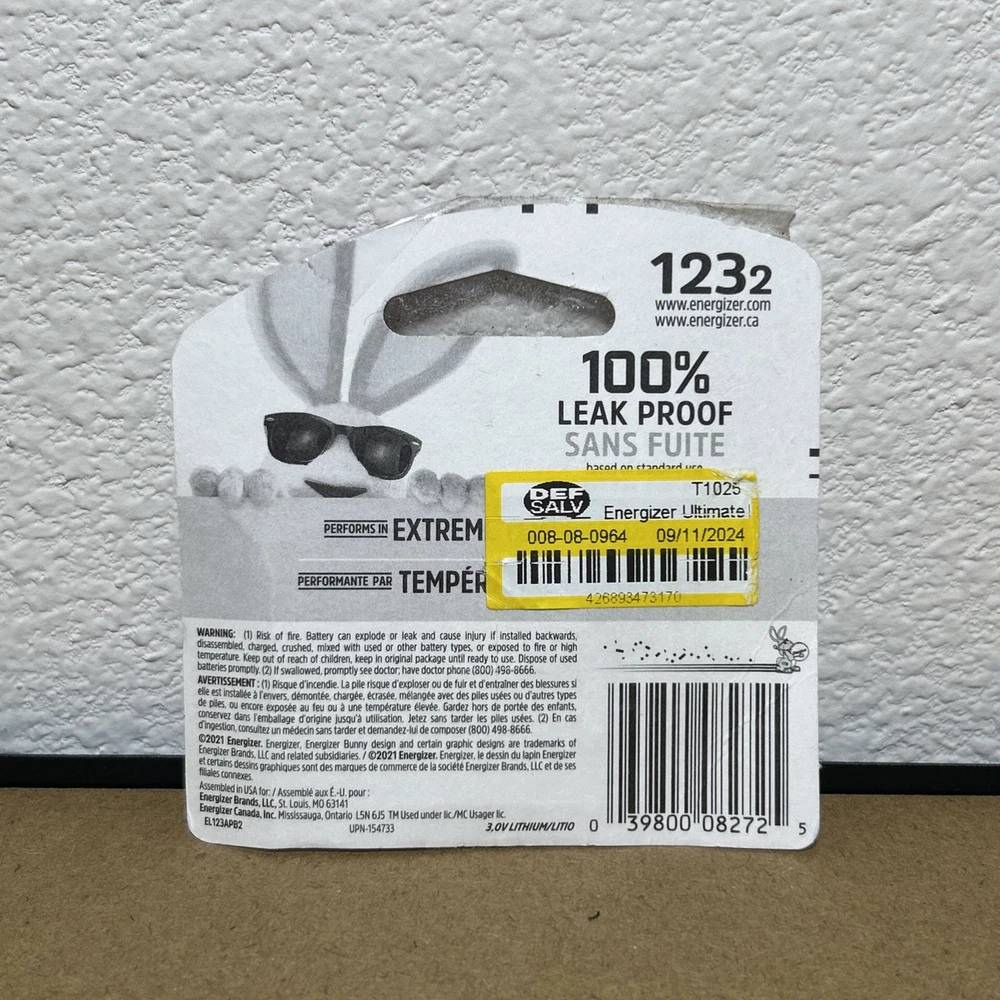 1232
www.energizer.com
www.energizer.ca
100%
LEAK PROOF
SANS FUITE
based on standard use
DEF
SALV
T1025
Energizer Ultimate
008-08-0964 09/11/2024
426893473170
PERFORMS IN EXTREM
PERFORMANTE PAR TEMPÉR
WARNING: (1) Risk of fire. Battery can explode or leak and cause injury if installed backwards,
disassembled, charged, crushed, mixed with used or other battery types, or exposed to fire or high
temperature. Keep out of reach of children, keep in original package until ready to use. Dispose of used
batteries promptly. (2) If swallowed, promptly see doctor; have doctor phone (800) 498-8666.
AVERTISSEMENT : (1) Risque d'incendie. La pile risque d'exploser ou de fuir et d'entraîner des blessures si
elle est installée à l'envers, démontée, chargée, écrasée, mélangée avec des piles usées ou d'autres types
de piles, ou encore exposée au feu ou à une température élevée. Gardez hors de portée des enfants,
conservez dans l'emballage d'origine jusqu'à utilisation. Jetez sans tarder les piles usées. (2) En cas
d'ingestion, consultez un médecin sans tarder et demandez-lui de composer (800) 498-8666.
©2021 Energizer. Energizer, Energizer Bunny design and certain graphic designs are trademarks of
Energizer Brands, LLC and related subsidiaries. / ©2021 Energizer. Energizer, le dessin du lapin Energizer
et certains dessins graphiques sont des marques de commerce de la société Energizer Brands, LLC et de ses
filiales connexes.
Assembled in USA for: / Assemblé aux É.-U. pour :
Energizer Brands, LLC, St. Louis, MO 63141
Energizer Canada, Inc. Mississauga, Ontario L5N 6J5 TM Used under lic./MC Usager lic.
EL123APB2 UPN-154733 3,0V LITHIUM/LITIO
0 39800 08272 5